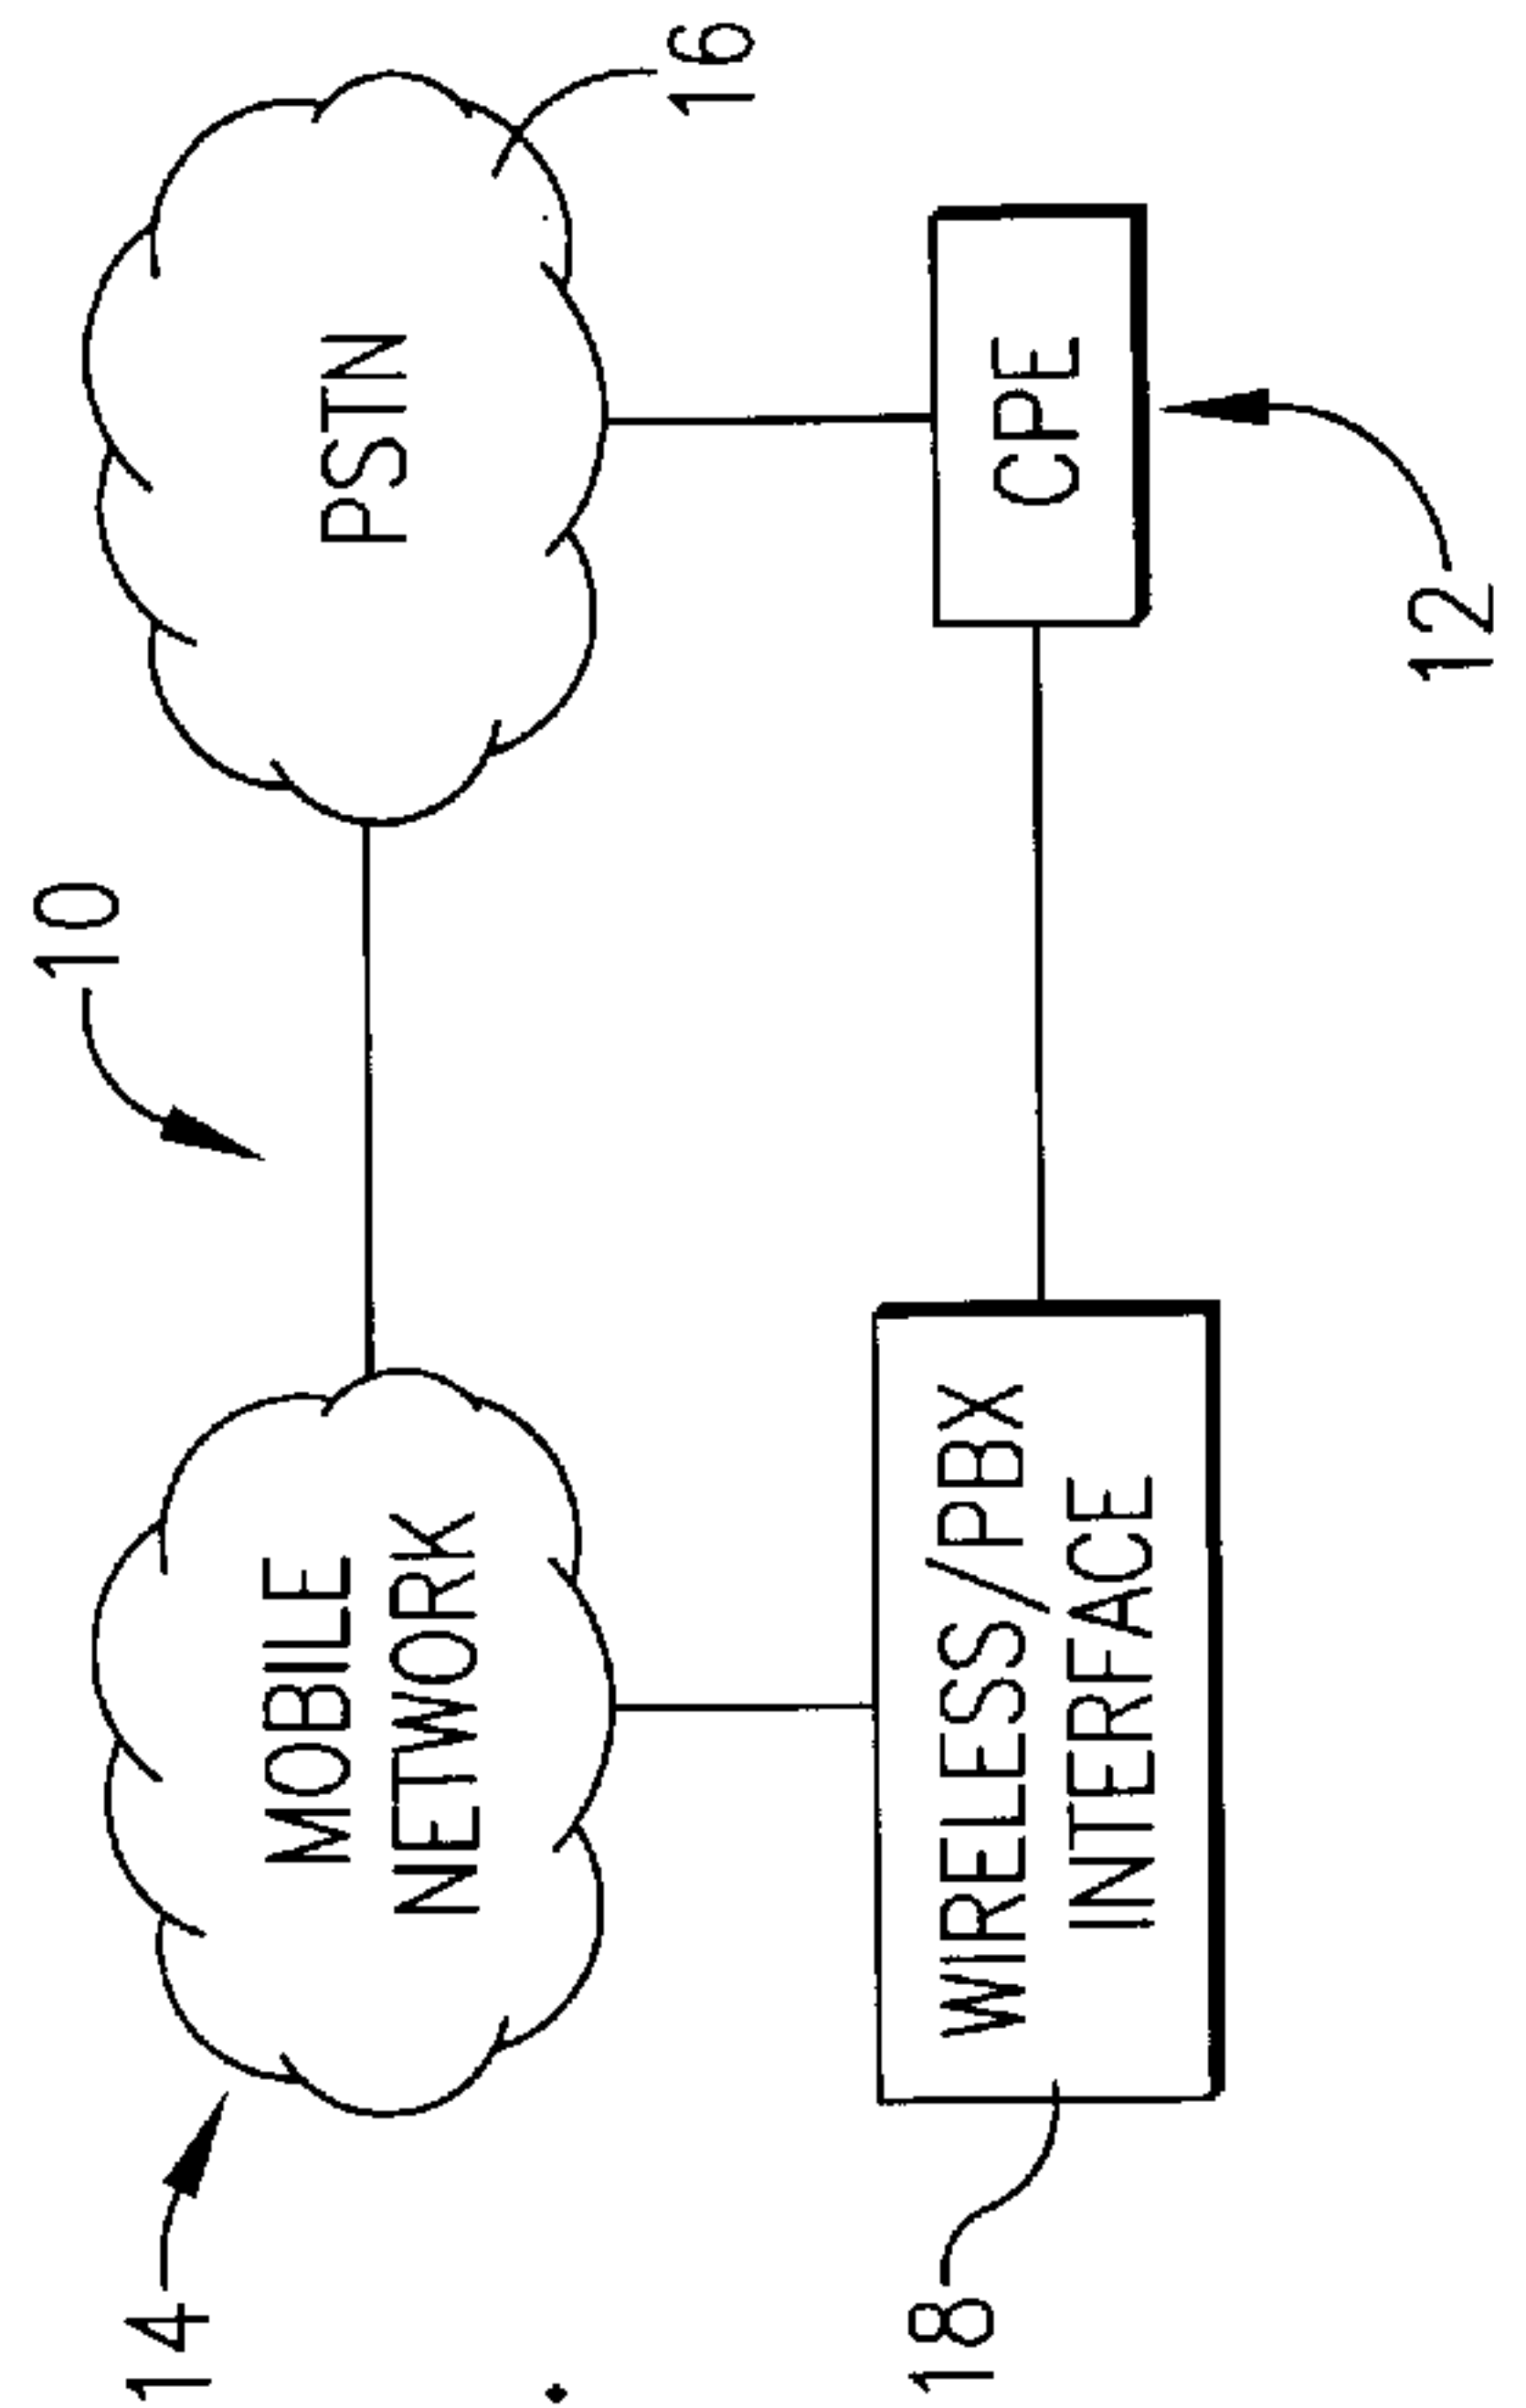 10
14
MOBILE
NETWORK
PSTN
16
18
WIRELESS/PBX
INTERFACE
CPE
12